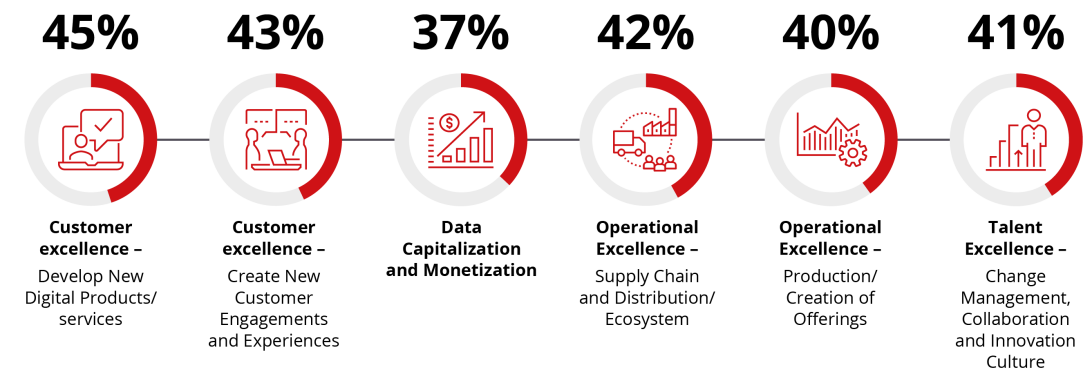 45%
43%
37%
42%
40%
41%
$
Customer
excellence –
Develop New
Digital Products/
services
Customer
excellence –
Create New
Customer
Engagements
and Experiences
Data
Capitalization
and Monetization
Operational
Excellence –
Supply Chain
and Distribution/
Ecosystem
Operational
Excellence –
Production/
Creation of
Offerings
Talent
Excellence –
Change
Management,
Collaboration
and Innovation
Culture